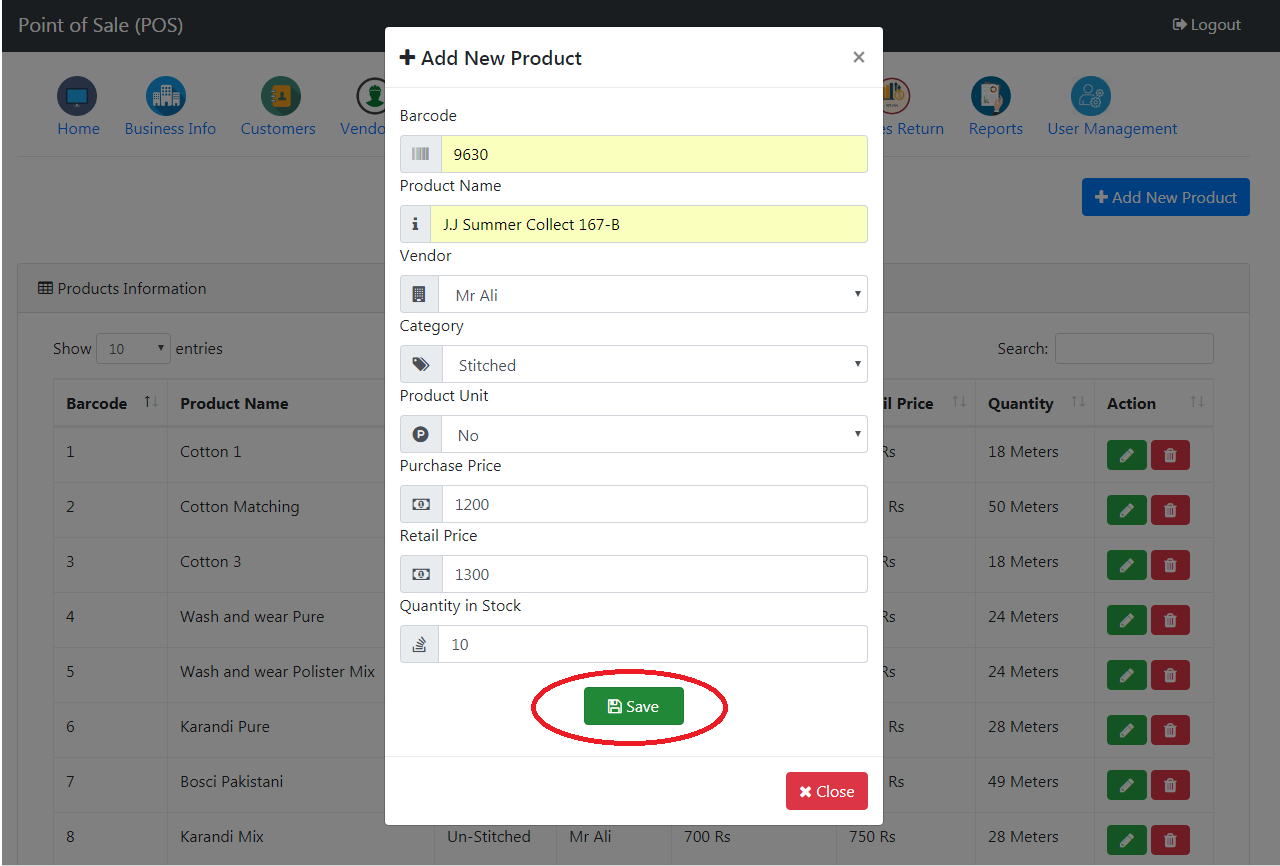 Point of Sale (POS)
Logout
Home
Business Info
Customers
Add New Product
×
Reports
User Management
Return
Add New Product
Barcode
9630
Product Name
J.J Summer Collect 167-B
Vendor
Mr Ali
Category
Stitched
Product Unit
No
Purchase Price
1200
Retail Price
1300
Quantity in Stock
10
Save
Close
Products Information
Show 10 entries
Search:
Barcode Product Name Price Quantity Action
1 Cotton 1 Rs 18 Meters
2 Cotton Matching Rs 50 Meters
3 Cotton 3 Rs 18 Meters
4 Wash and wear Pure Rs 24 Meters
5 Wash and wear Polister Mix Rs 24 Meters
6 Karandi Pure Rs 28 Meters
7 Bosci Pakistani Rs 49 Meters
8 Karandi Mix Un-Stitched Mr Ali 700 Rs 750 Rs 28 Meters